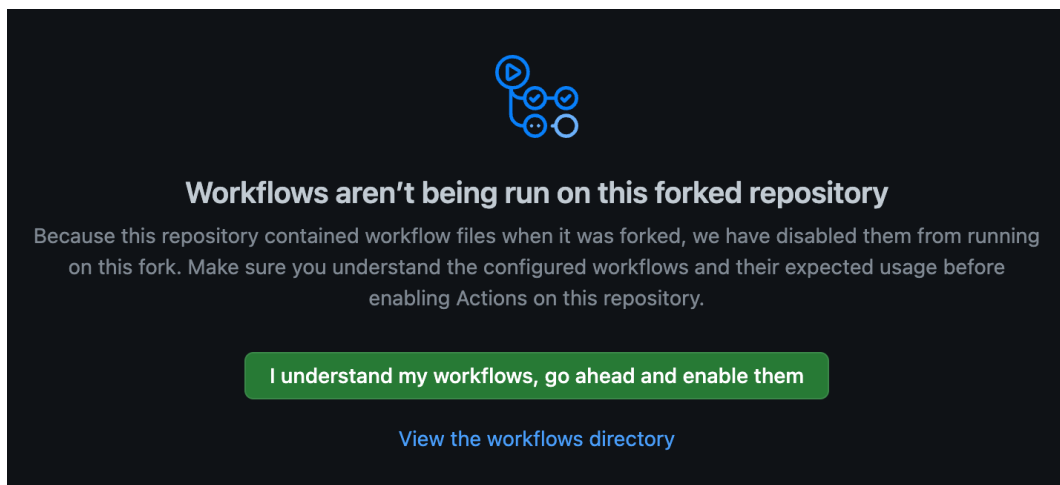 Workflows aren’t being run on this forked repository
Because this repository contained workflow files when it was forked, we have disabled them from running
on this fork. Make sure you understand the configured workflows and their expected usage before
enabling Actions on this repository.
I understand my workflows, go ahead and enable them
View the workflows directory